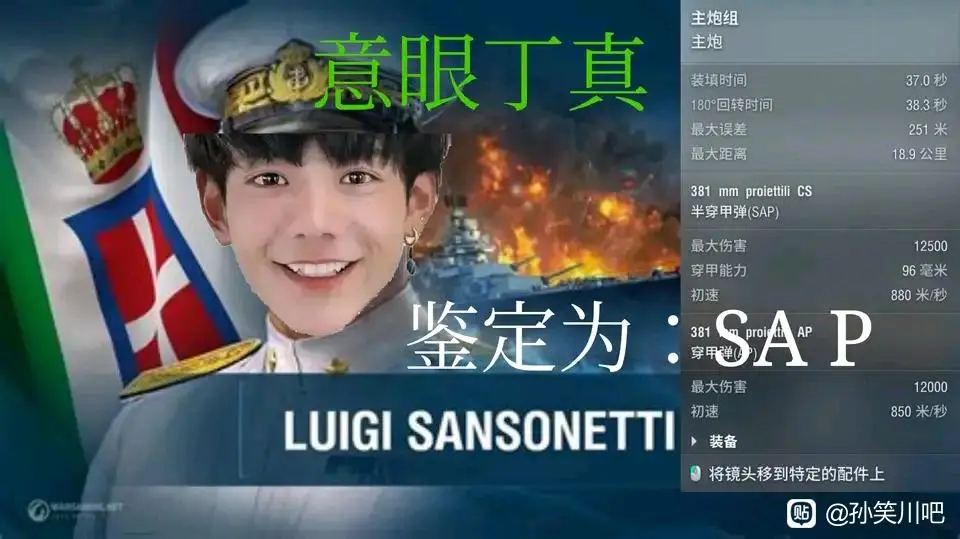 意眼丁真
鉴定为：SAP
LUIGI SANSONETTI
WARGAMING.NET
主炮组
主炮
装填时间 37.0 秒
180°回转时间 38.3 秒
最大误差 251 米
最大距离 18.9 公里
381 mm proiettili CS
半穿甲弹(SAP)
最大伤害 12500
穿甲能力 96 毫米
初速 880 米/秒
381 mm proiettili AP
穿甲弹(AP)
最大伤害 12000
初速 850 米/秒
装备
将镜头移到特定的配件上
贴 @孙笑川吧